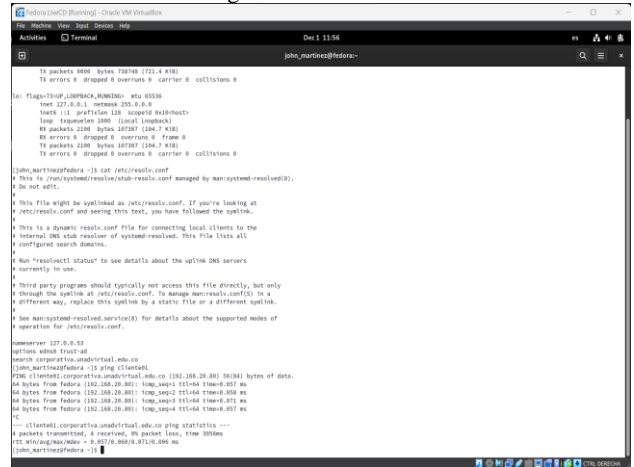 Fedora LiveCD [Running] - Oracle VM VirtualBox
File Machine View Input Devices Help
Activities Terminal Dec 1 11:56 es
john_martinez@fedora:~
TX packets 9006 bytes 738748 (721.4 KiB)
TX errors 0 dropped 0 overruns 0 carrier 0 collisions 0
lo: flags=73<UP,LOOPBACK,RUNNING> mtu 65536
inet 127.0.0.1 netmask 255.0.0.0
inet6 ::1 prefixlen 128 scopeid 0x10<host>
loop txqueuelen 1000 (Local Loopback)
RX packets 2100 bytes 107307 (104.7 KiB)
RX errors 0 dropped 0 overruns 0 frame 0
TX packets 2100 bytes 107307 (104.7 KiB)
TX errors 0 dropped 0 overruns 0 carrier 0 collisions 0
[john_martinez@fedora ~]$ cat /etc/resolv.conf
# This is /run/systemd/resolve/stub-resolv.conf managed by man:systemd-resolved(8).
# Do not edit.
#
# This file might be symlinked as /etc/resolv.conf. If you're looking at
# /etc/resolv.conf and seeing this text, you have followed the symlink.
#
# This is a dynamic resolv.conf file for connecting local clients to the
# internal DNS stub resolver of systemd-resolved. This file lists all
# configured search domains.
#
# Run "resolvectl status" to see details about the uplink DNS servers
# currently in use.
#
# Third party programs should typically not access this file directly, but only
# through the symlink at /etc/resolv.conf. To manage man:resolv.conf(5) in a
# different way, replace this symlink by a static file or a different symlink.
#
# See man:systemd-resolved.service(8) for details about the supported modes of
# operation for /etc/resolv.conf.
nameserver 127.0.0.53
options edns0 trust-ad
search corporativa.unadvirtual.edu.co
[john_martinez@fedora ~]$ ping cliente01
PING cliente01.corporativa.unadvirtual.edu.co (192.168.20.80) 56(84) bytes of data.
64 bytes from fedora (192.168.20.80): icmp_seq=1 ttl=64 time=0.057 ms
64 bytes from fedora (192.168.20.80): icmp_seq=2 ttl=64 time=0.058 ms
64 bytes from fedora (192.168.20.80): icmp_seq=3 ttl=64 time=0.071 ms
64 bytes from fedora (192.168.20.80): icmp_seq=4 ttl=64 time=0.057 ms
^C
--- cliente01.corporativa.unadvirtual.edu.co ping statistics ---
4 packets transmitted, 4 received, 0% packet loss, time 3056ms
rtt min/avg/max/mdev = 0.057/0.060/0.071/0.006 ms
[john_martinez@fedora ~]$
CTRL DERECHA